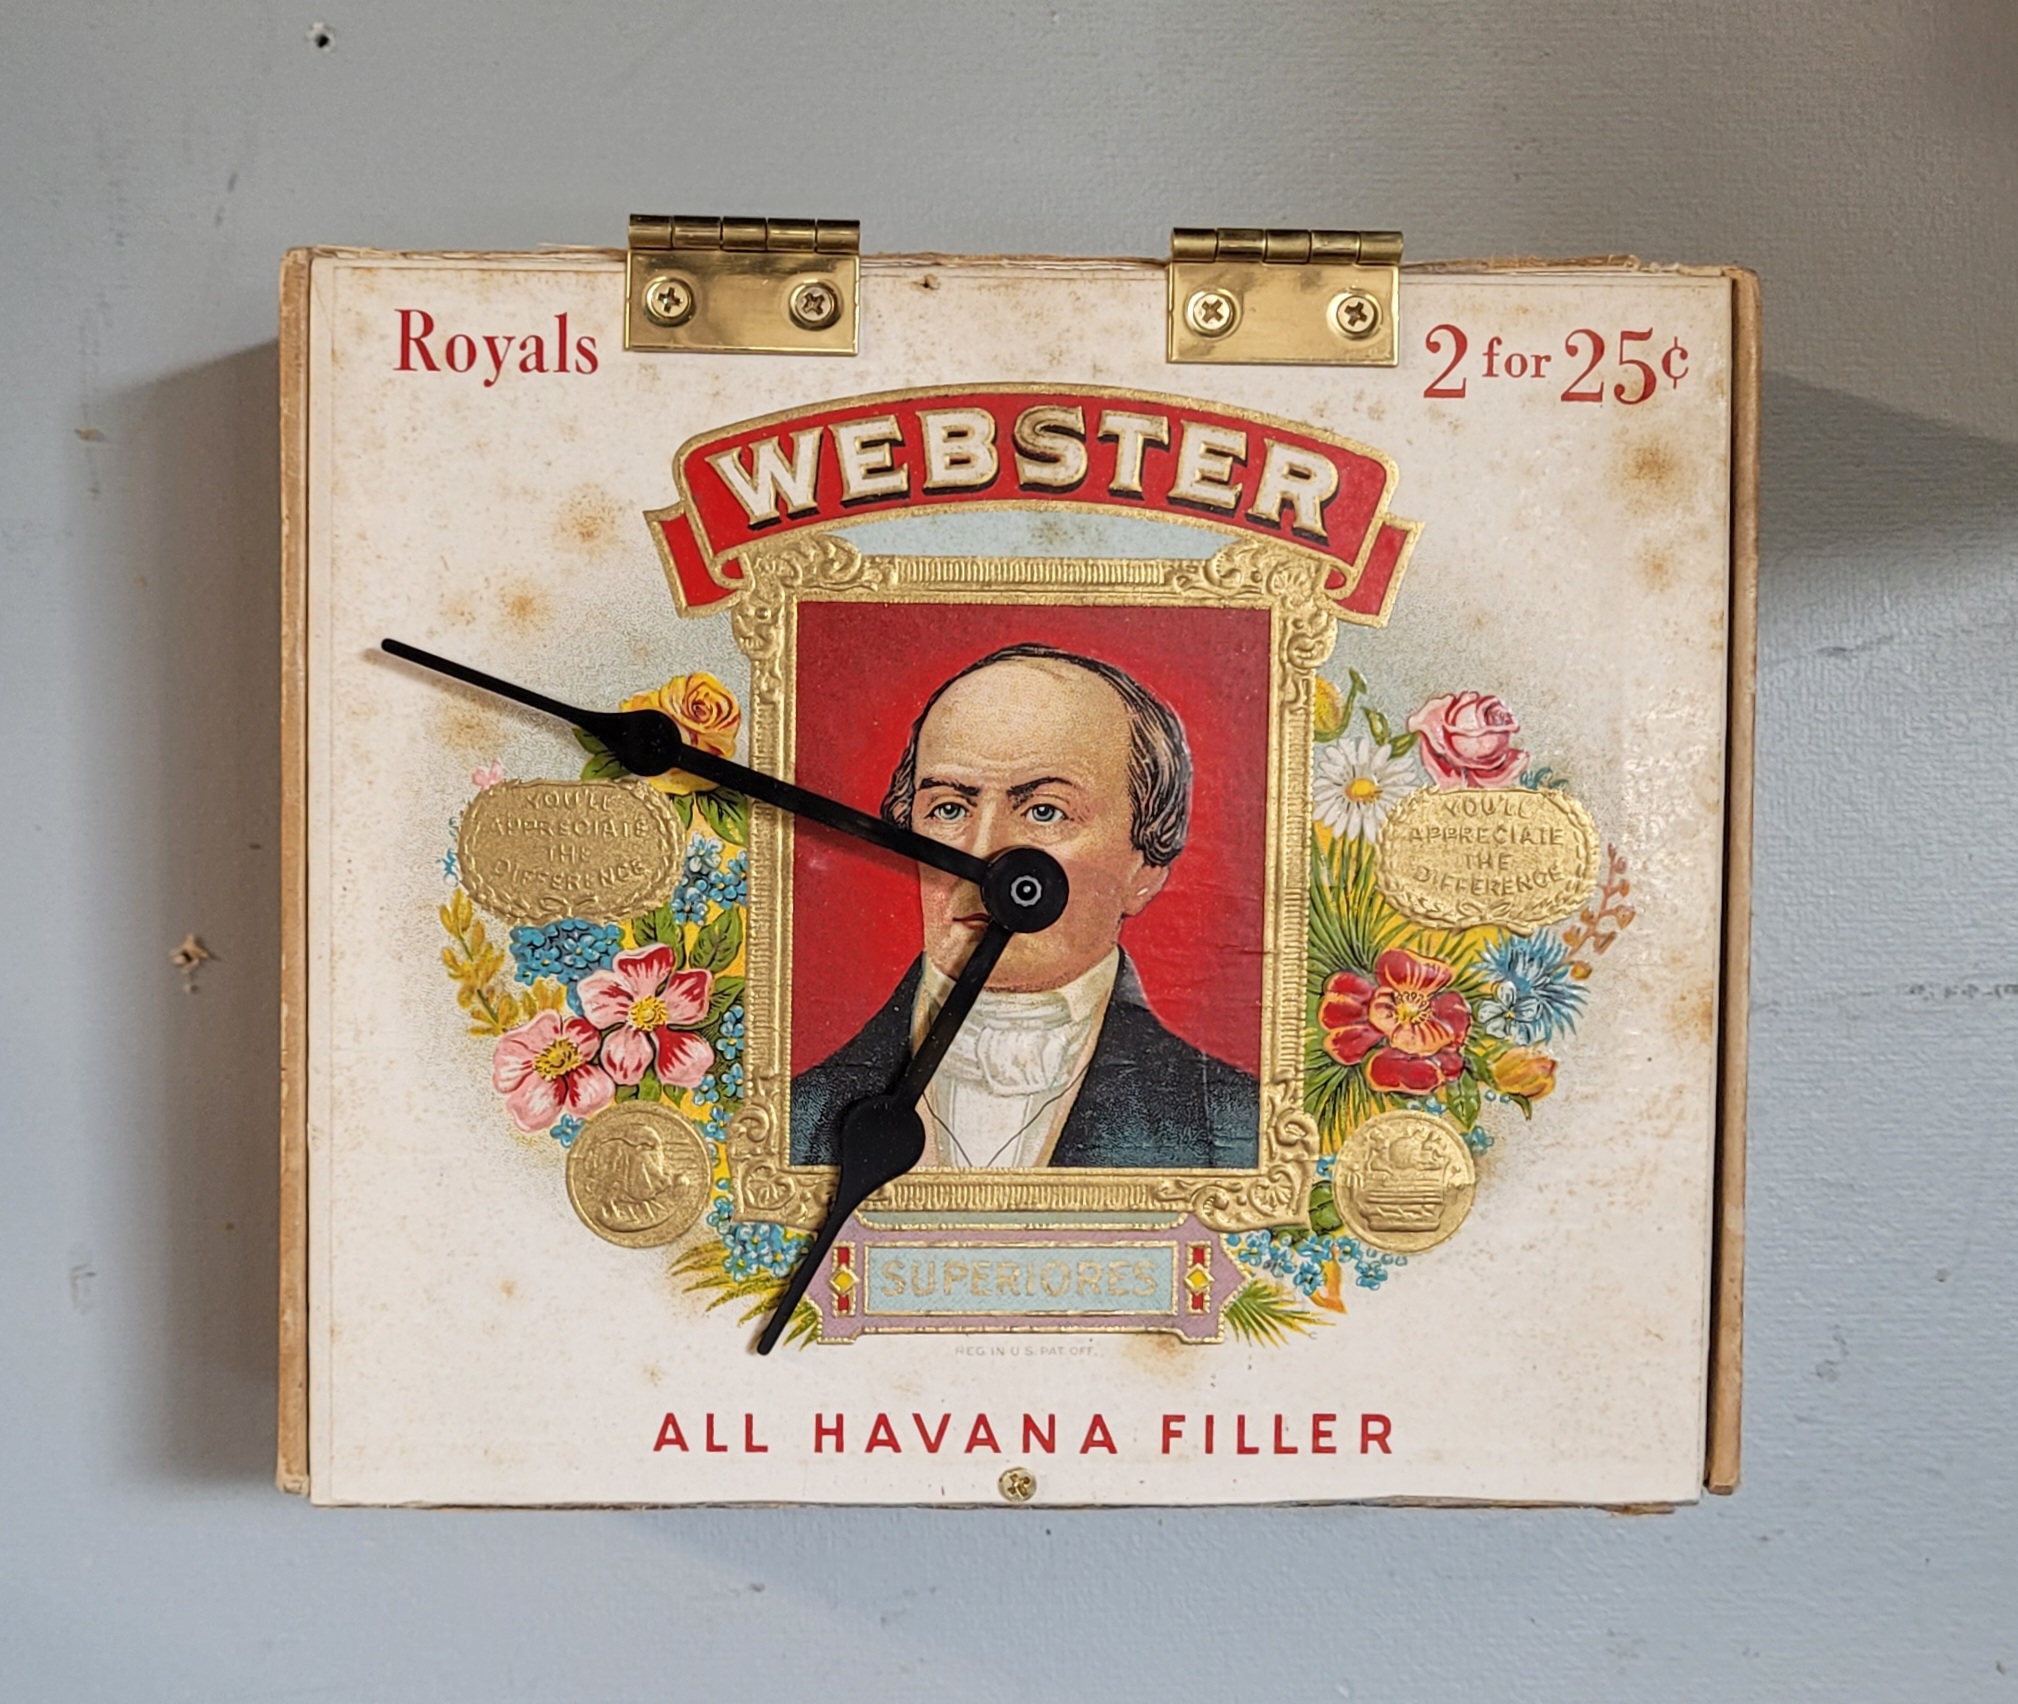 Royals
2 for 25¢
WEBSTER
YOU'LL
APPRECIATE
THE
DIFFERENCE
YOU'LL
APPRECIATE
THE
DIFFERENCE
SUPERIORES
REG. IN U.S. PAT. OFF.
ALL HAVANA FILLER